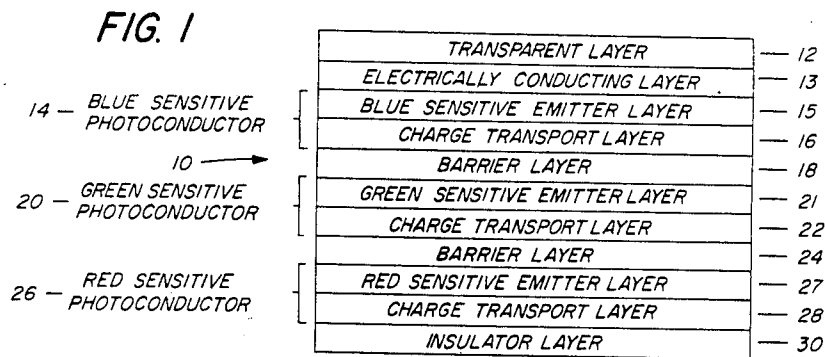 FIG. 1
TRANSPARENT LAYER — 12
ELECTRICALLY CONDUCTING LAYER — 13
14 — BLUE SENSITIVE PHOTOCONDUCTOR
BLUE SENSITIVE EMITTER LAYER — 15
CHARGE TRANSPORT LAYER — 16
10
BARRIER LAYER — 18
20 — GREEN SENSITIVE PHOTOCONDUCTOR
GREEN SENSITIVE EMITTER LAYER — 21
CHARGE TRANSPORT LAYER — 22
BARRIER LAYER — 24
26 — RED SENSITIVE PHOTOCONDUCTOR
RED SENSITIVE EMITTER LAYER — 27
CHARGE TRANSPORT LAYER — 28
INSULATOR LAYER — 30